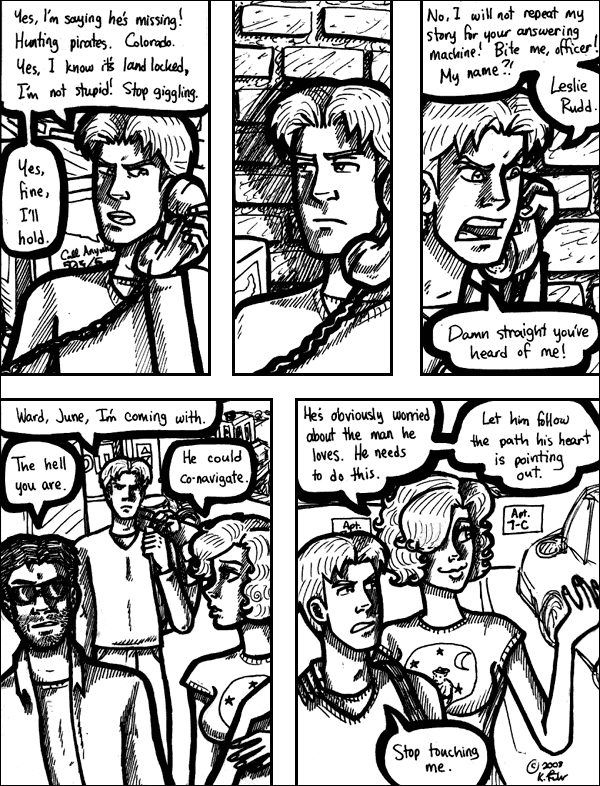 Yes, I'm saying he's missing!
Hunting pirates. Colorado.
Yes, I know it's landlocked,
I'm not stupid! Stop giggling.
Yes,
fine,
I'll
hold.
No, I will not repeat my
story for your answering
machine! Bite me, officer!
My name?!
Leslie
Rudd.
Damn straight you've
heard of me!
Ward, June, I'm coming with.
The hell
you are.
He could
co-navigate.
He's obviously worried
about the man he
loves. He needs
to do this.
Let him follow
the path his heart
is pointing
out.
Apt.
Apt.
7-C
Stop touching
me.
© 2003